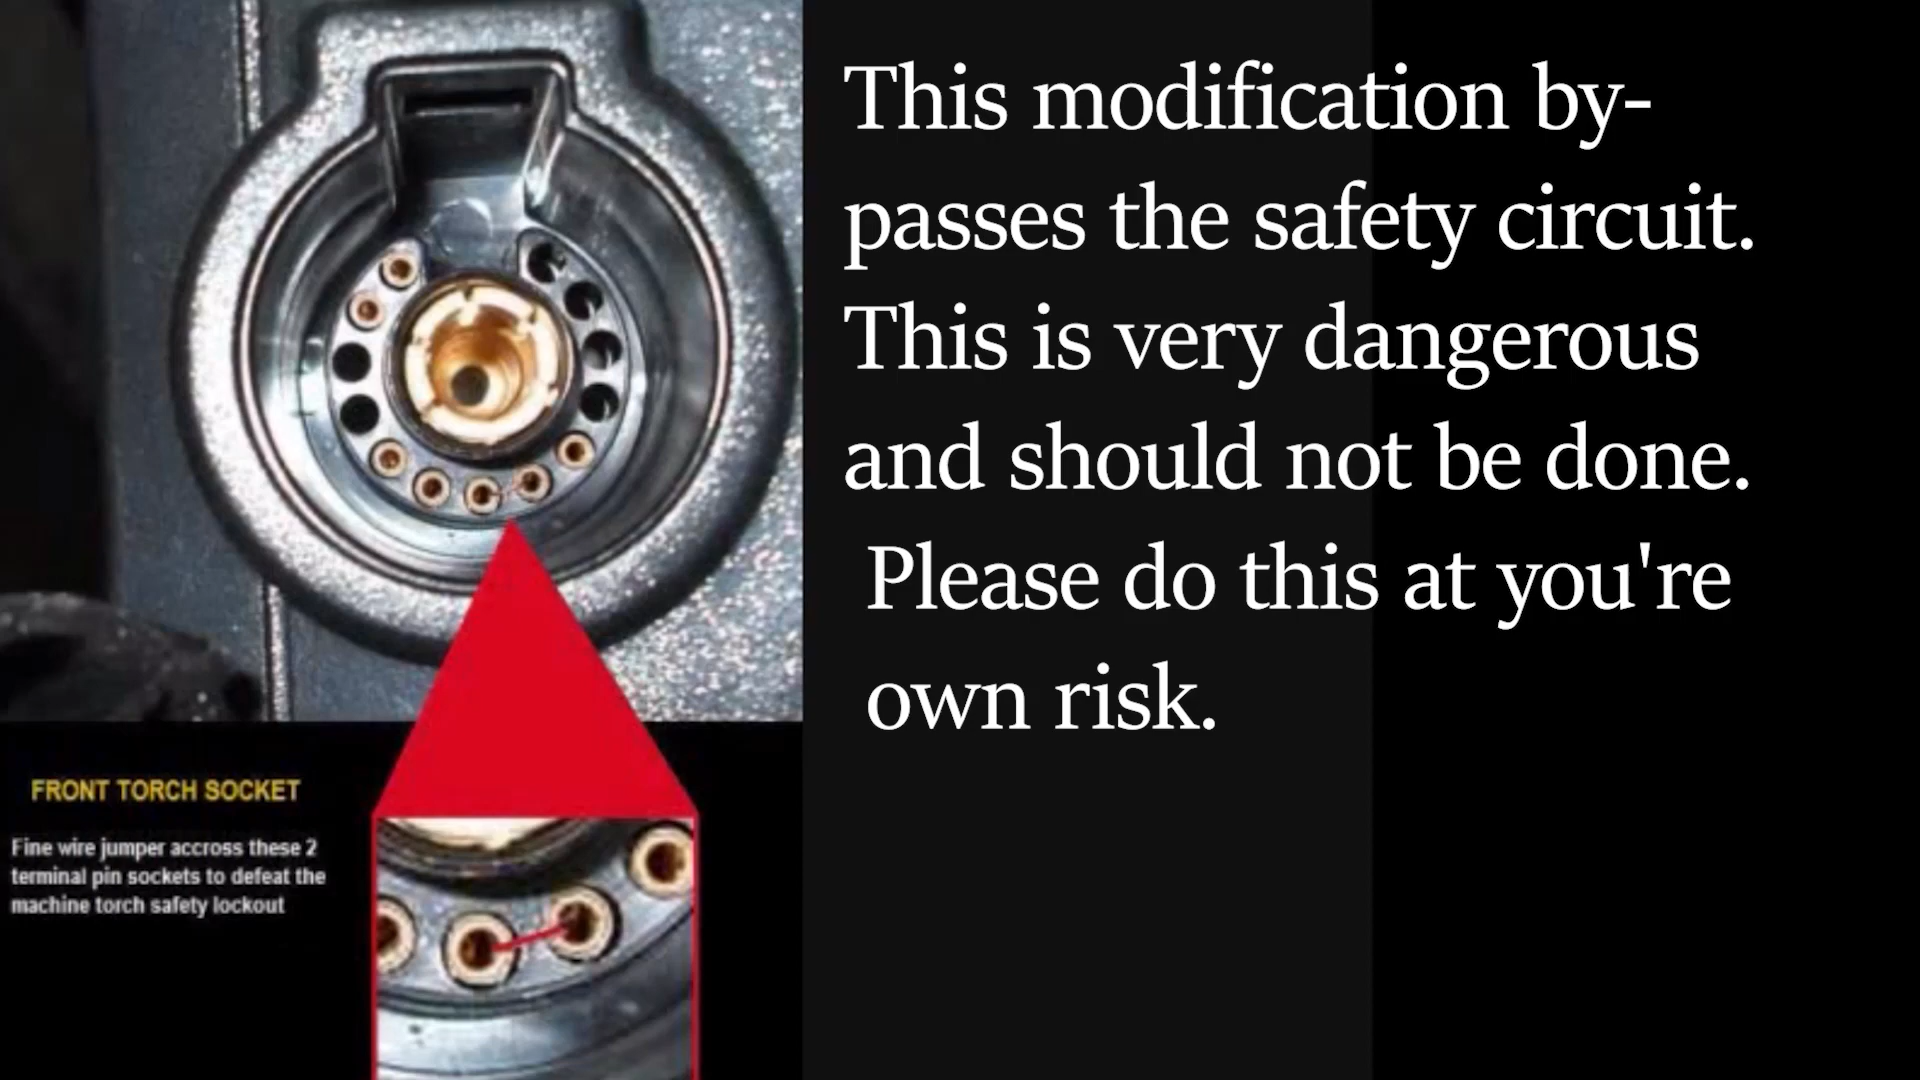 This modification by-
passes the safety circuit.
This is very dangerous
and should not be done.
Please do this at you're
own risk.
FRONT TORCH SOCKET
Fine wire jumper accross these 2
terminal pin sockets to defeat the
machine torch safety lockout